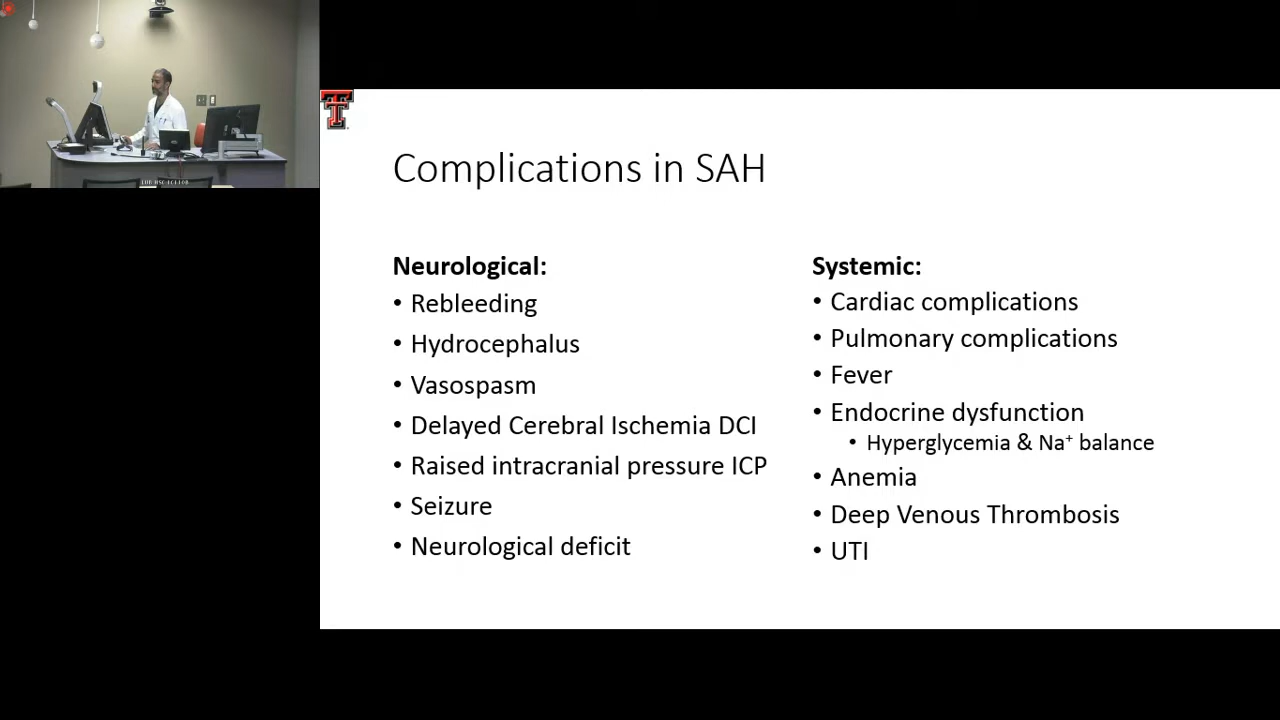 Complications in SAH
Neurological:
• Rebleeding
• Hydrocephalus
• Vasospasm
• Delayed Cerebral Ischemia DCI
• Raised intracranial pressure ICP
• Seizure
• Neurological deficit
Systemic:
• Cardiac complications
• Pulmonary complications
• Fever
• Endocrine dysfunction
• Hyperglycemia & Na⁺ balance
• Anemia
• Deep Venous Thrombosis
• UTI